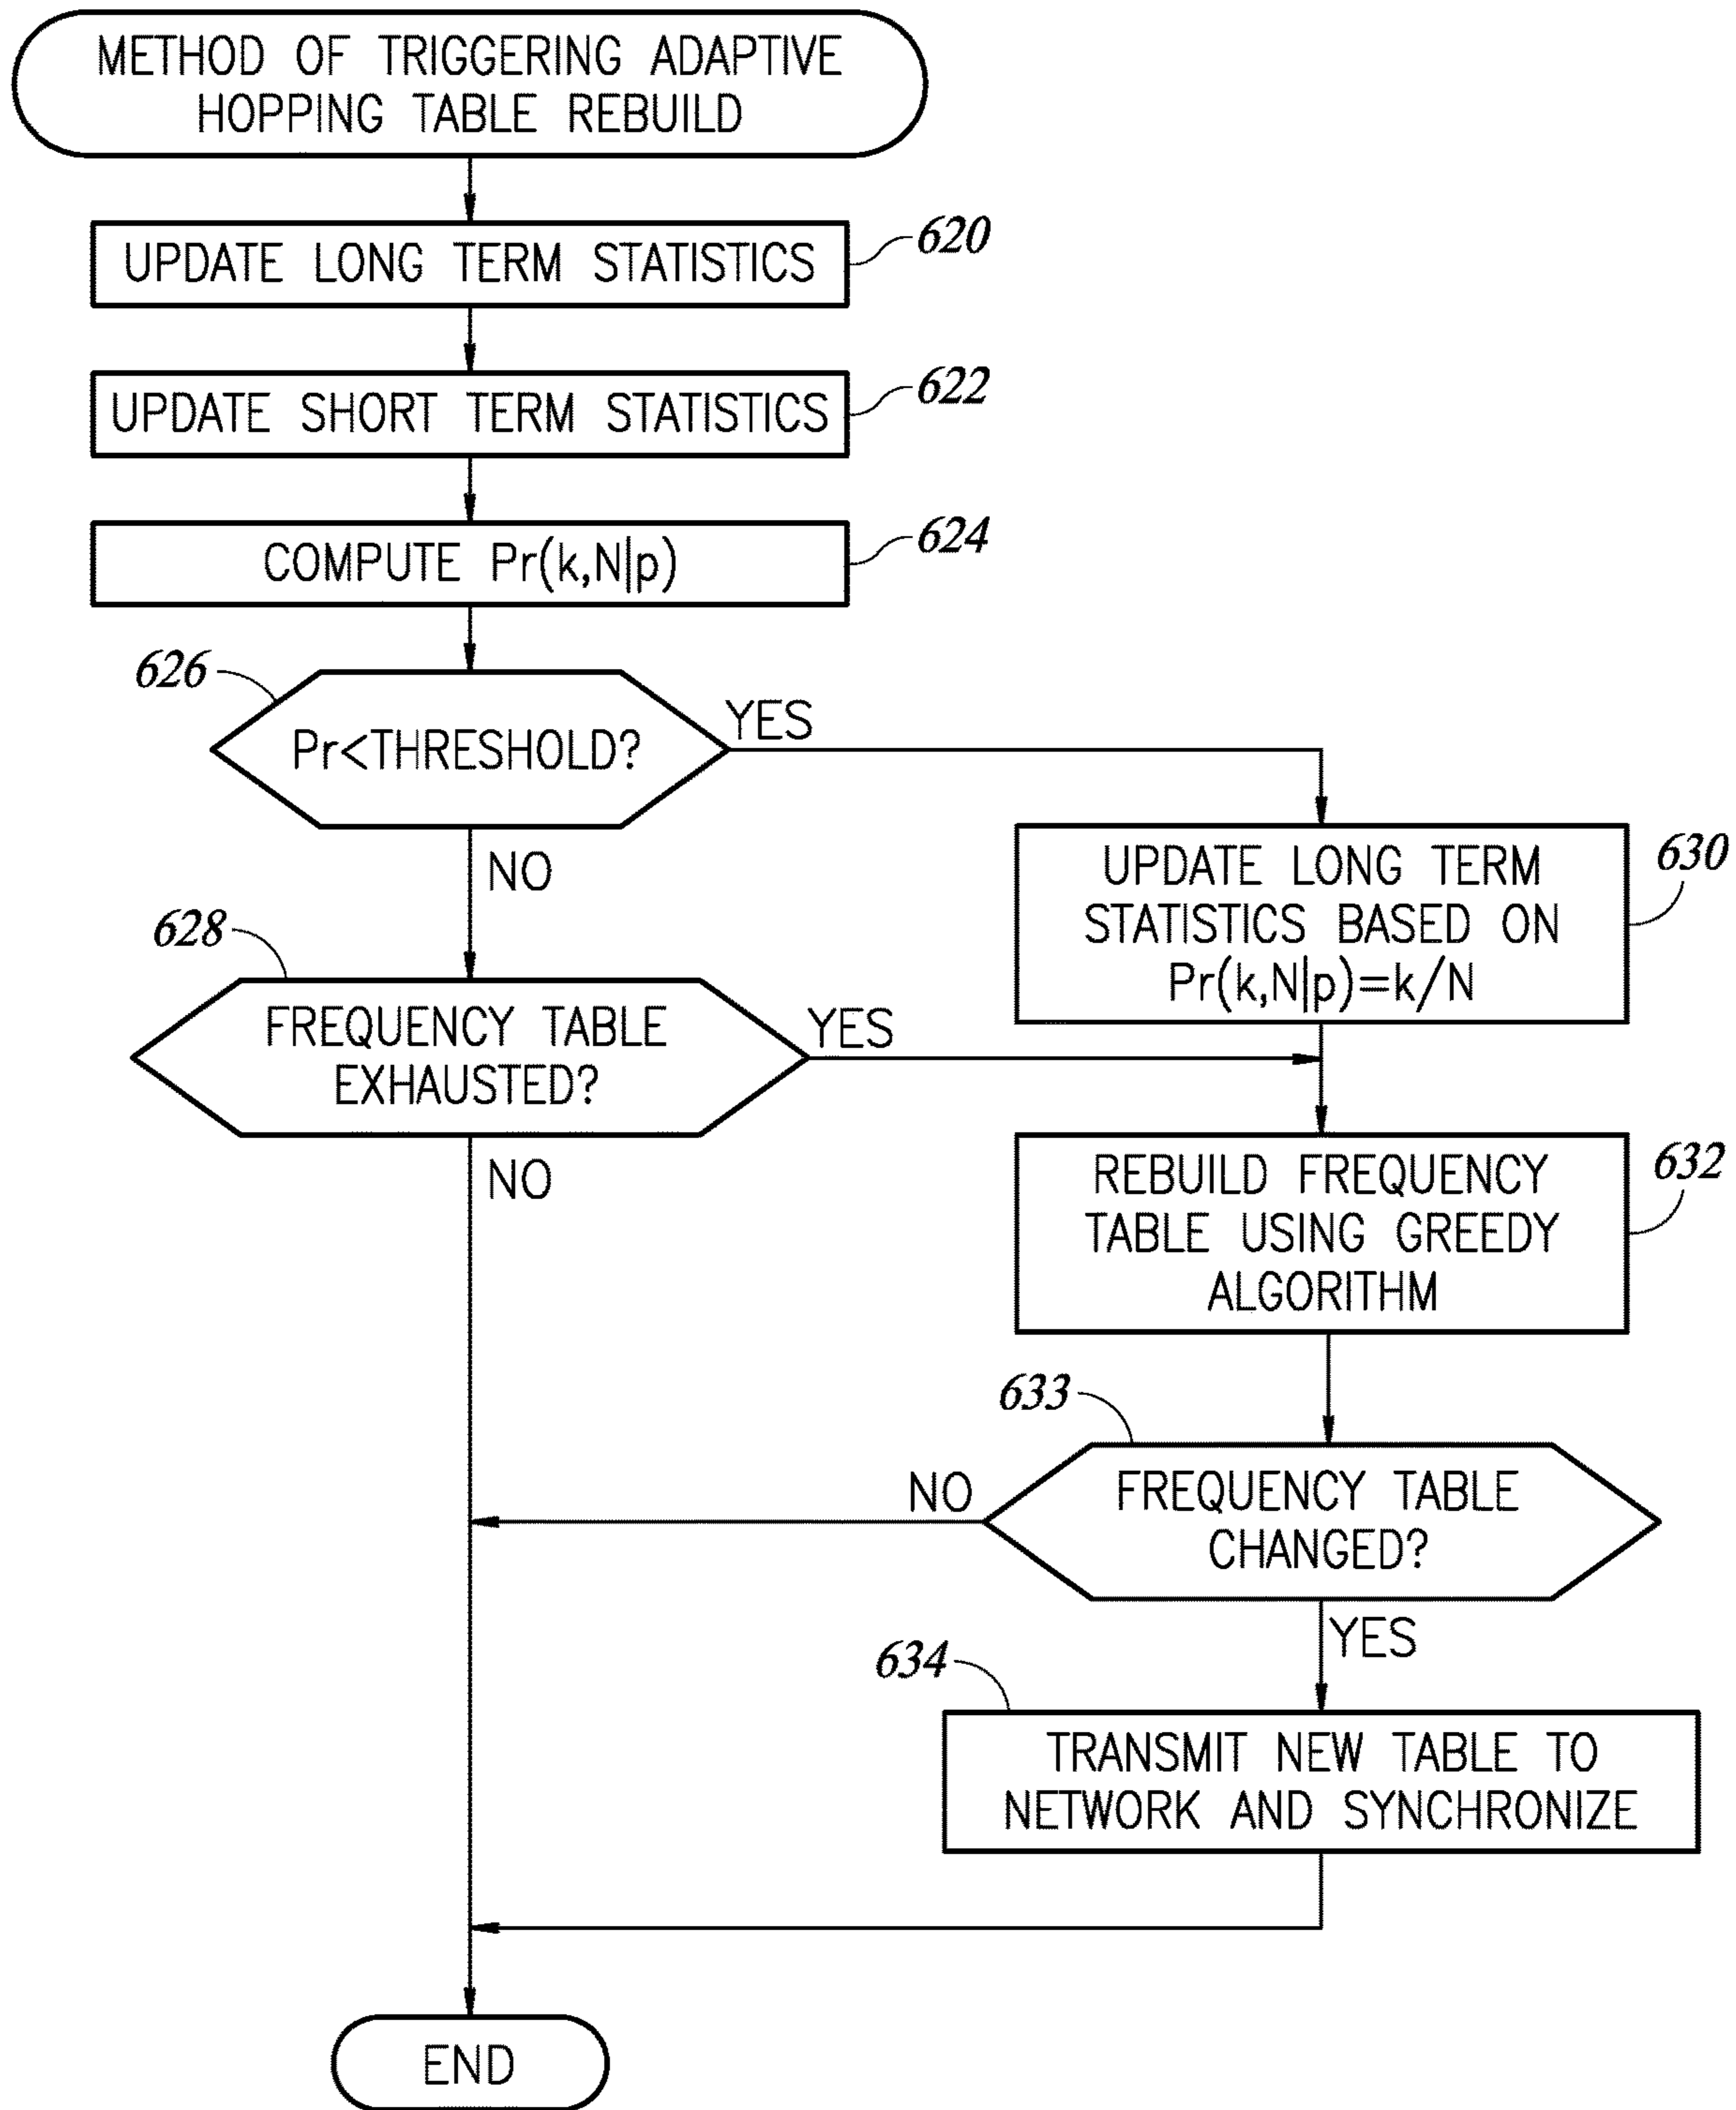 METHOD OF TRIGGERING ADAPTIVE
HOPPING TABLE REBUILD
UPDATE LONG TERM STATISTICS
620
UPDATE SHORT TERM STATISTICS
622
COMPUTE Pr(k,N|p)
624
626
Pr<THRESHOLD?
YES
NO
UPDATE LONG TERM
STATISTICS BASED ON
Pr(k,N|p)=k/N
630
628
FREQUENCY TABLE
EXHAUSTED?
YES
NO
REBUILD FREQUENCY
TABLE USING GREEDY
ALGORITHM
632
633
FREQUENCY TABLE
CHANGED?
NO
YES
634
TRANSMIT NEW TABLE TO
NETWORK AND SYNCHRONIZE
END